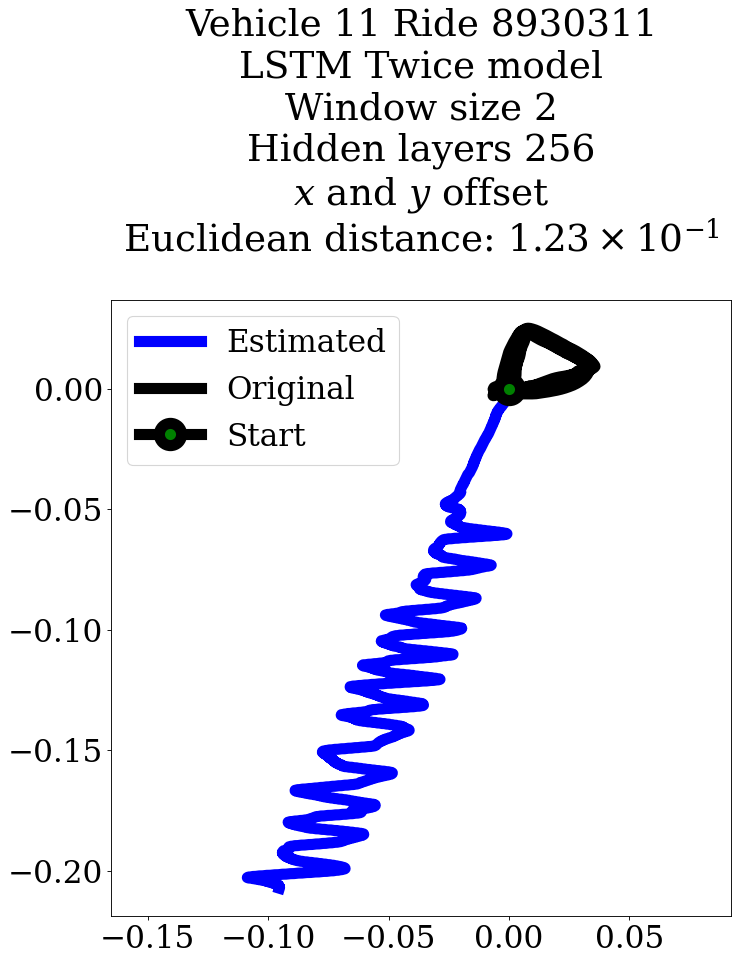 Vehicle 11 Ride 8930311
LSTM Twice model
Window size 2
Hidden layers 256
x and y offset
Euclidean distance: 1.23 × 10⁻¹
Estimated
Original
Start
0.00
−0.05
−0.10
−0.15
−0.20
−0.15 −0.10 −0.05 0.00 0.05